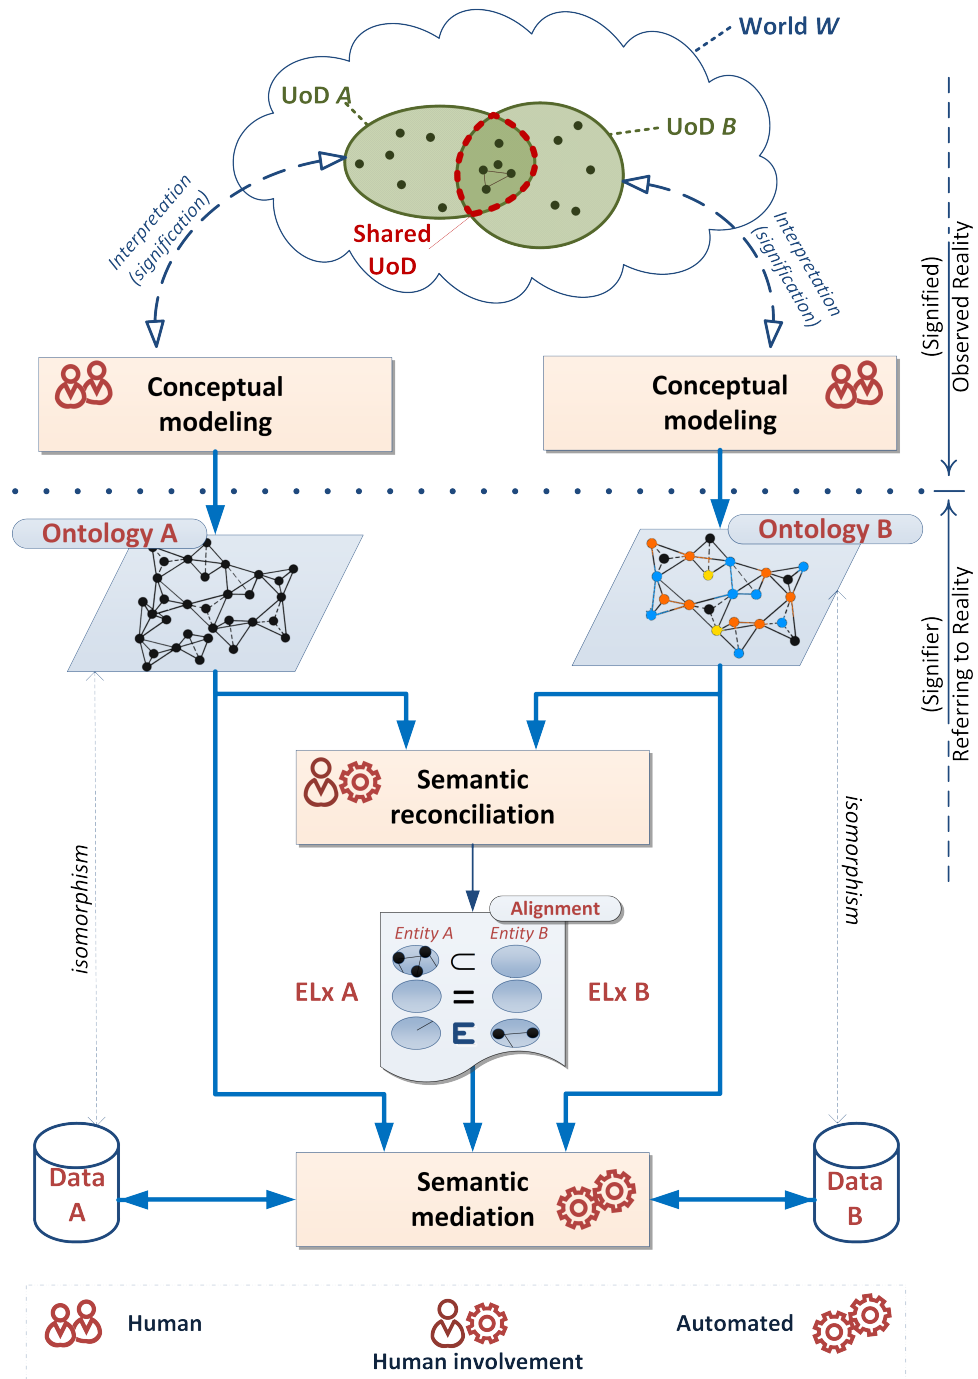 World W
UoD A
UoD B
Shared
UoD
Interpretation
(signification)
Interpretation
(signification)
(Signified)
Observed Reality
Conceptual
modeling
Conceptual
modeling
Ontology A
Ontology B
(Signifier)
Referring to Reality
Semantic
reconciliation
isomorphism
isomorphism
Alignment
Entity A
Entity B
⊂
ELx A
=
ELx B
E
Data
A
Semantic
mediation
Data
B
Human
Human involvement
Automated